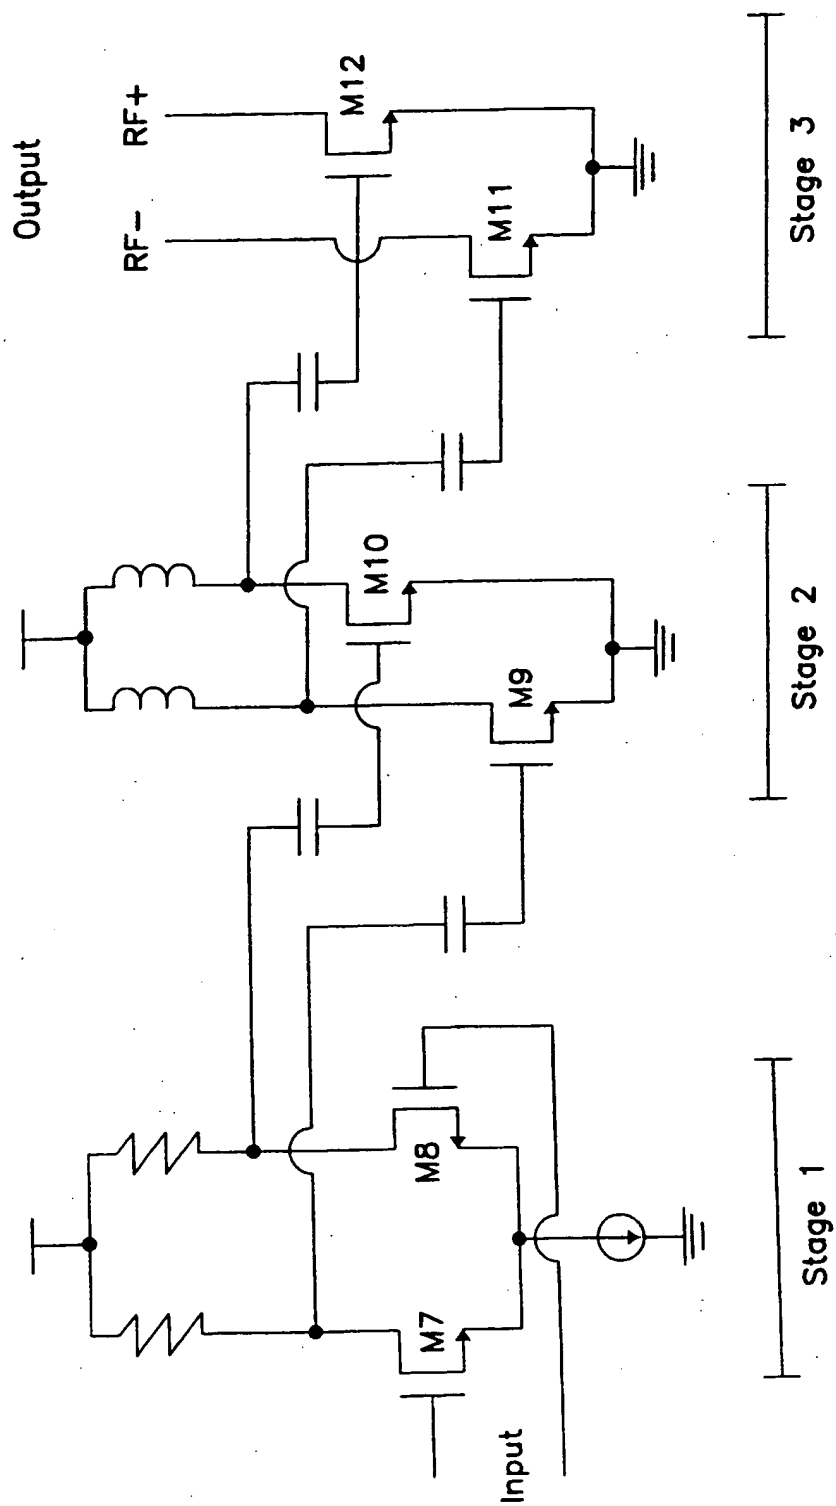 Output
RF-
RF+
M12
M11
M10
M9
M8
M7
Input
Stage 1
Stage 2
Stage 3